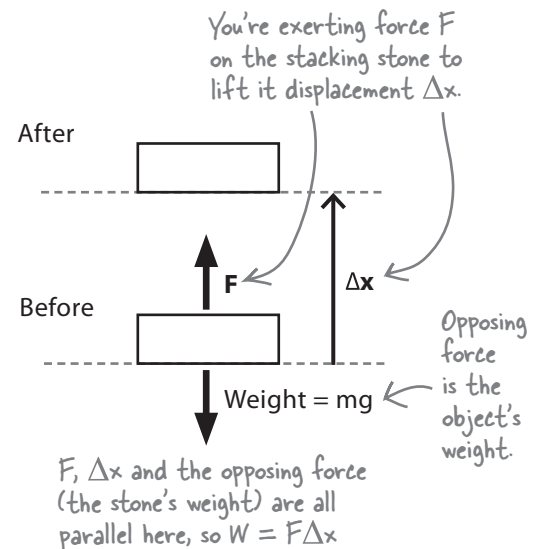 You're exerting force F
on the stacking stone to
lift it displacement Δx.
After
F
Δx
Before
Opposing
force
is the
object's
weight.
Weight = mg
F, Δx and the opposing force
(the stone's weight) are all
parallel here, so W = FΔx